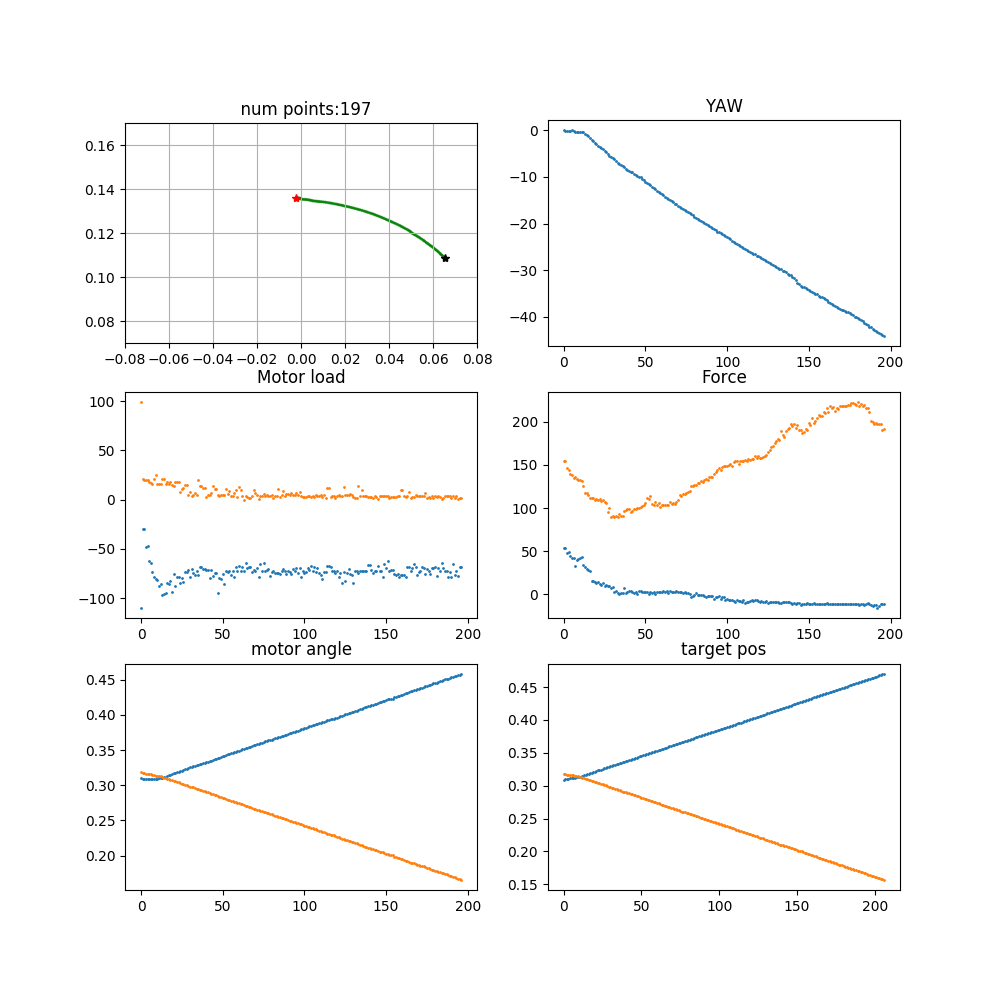 num points:197
0.16
0.14
0.12
0.10
0.08
−0.08 −0.06 −0.04 −0.02 0.00 0.02 0.04 0.06 0.08
YAW
0
−10
−20
−30
−40
0 50 100 150 200
Motor load
100
50
0
−50
−100
0 50 100 150 200
Force
200
150
100
50
0
0 50 100 150 200
motor angle
0.45
0.40
0.35
0.30
0.25
0.20
0 50 100 150 200
target pos
0.45
0.40
0.35
0.30
0.25
0.20
0.15
0 50 100 150 200